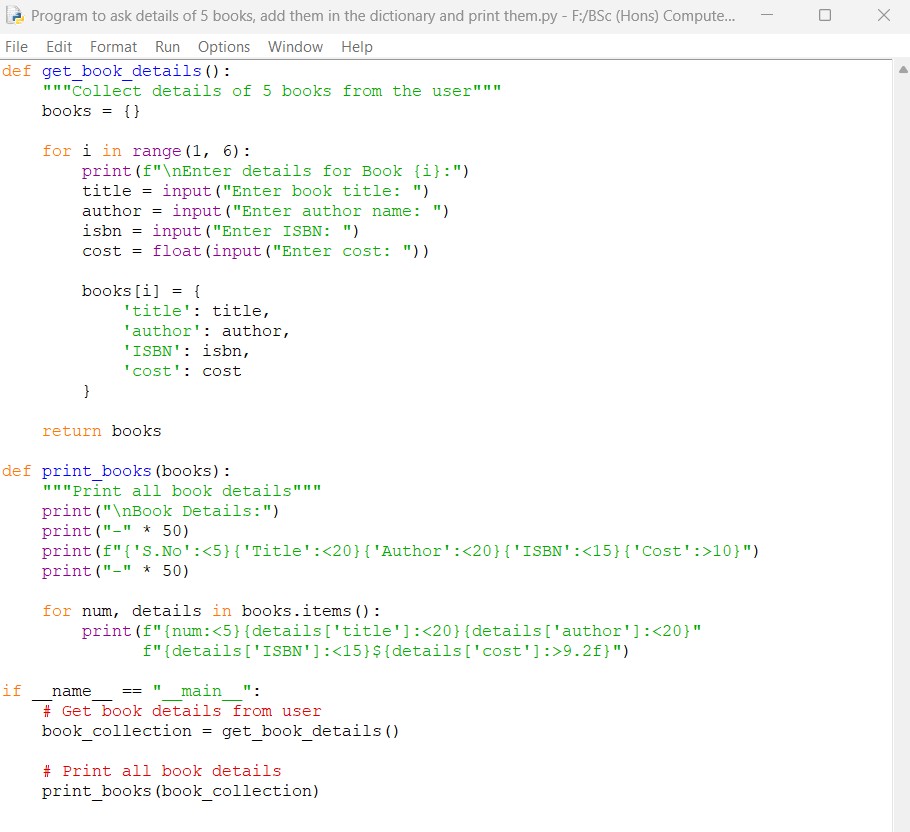 Program to ask details of 5 books, add them in the dictionary and print them.py - F:/BSc (Hons) Compute...
File Edit Format Run Options Window Help
def get_book_details():
    """Collect details of 5 books from the user"""
    books = {}

    for i in range(1, 6):
        print(f"\nEnter details for Book {i}:")
        title = input("Enter book title: ")
        author = input("Enter author name: ")
        isbn = input("Enter ISBN: ")
        cost = float(input("Enter cost: "))

        books[i] = {
            'title': title,
            'author': author,
            'ISBN': isbn,
            'cost': cost
        }

    return books

def print_books(books):
    """Print all book details"""
    print("\nBook Details:")
    print("-" * 50)
    print(f"{'S.No':<5}{'Title':<20}{'Author':<20}{'ISBN':<15}{'Cost':>10}")
    print("-" * 50)

    for num, details in books.items():
        print(f"{num:<5}{details['title']:<20}{details['author']:<20}"
              f"{details['ISBN']:<15}${details['cost']:>9.2f}")

if __name__ == "__main__":
    # Get book details from user
    book_collection = get_book_details()

    # Print all book details
    print_books(book_collection)